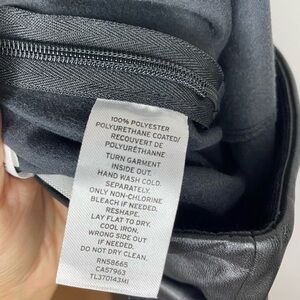 100% POLYESTER
POLYURETHANE COATED/
RECOUVERT DE
POLYURÉTHANNE
TURN GARMENT
INSIDE OUT.
HAND WASH COLD.
SEPARATELY.
ONLY NON-CHLORINE
BLEACH IF NEEDED.
RESHAPE.
LAY FLAT TO DRY.
COOL IRON.
WRONG SIDE OUT
IF NEEDED.
DO NOT DRY CLEAN.
RN58665
CA57963
TL370143MI